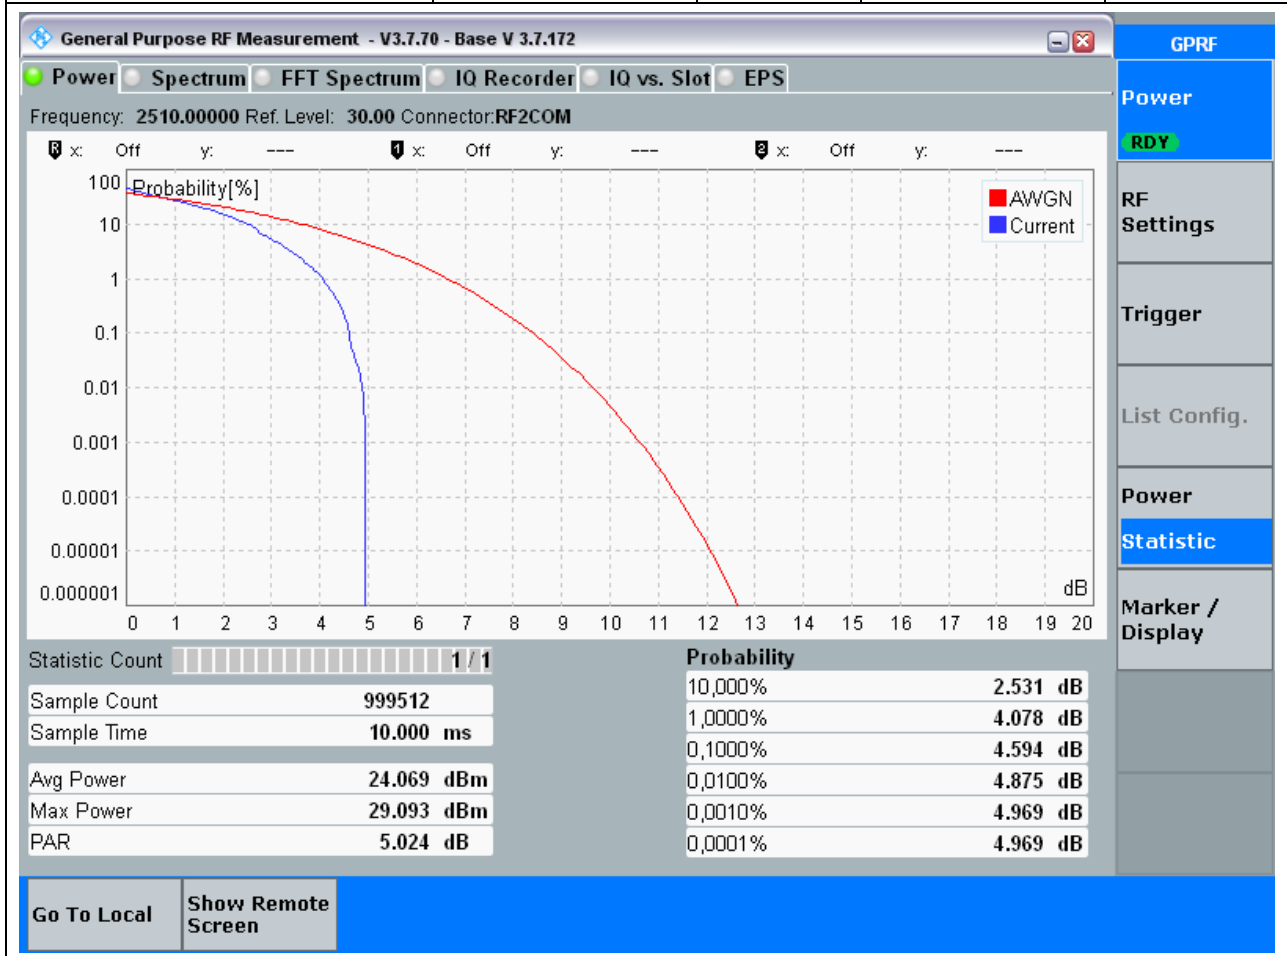 General Purpose RF Measurement - V3.7.70 - Base V 3.7.172
GPRF
Power Spectrum FFT Spectrum IQ Recorder IQ vs. Slot EPS
Frequency: 2510.00000 Ref. Level: 30.00 Connector:RF2COM
R x: Off y: --- 1 x: Off y: --- 2 x: Off y: ---
Probability[%]
AWGN
Current
100
10
1
0.1
0.01
0.001
0.0001
0.00001
0.000001
dB
0 1 2 3 4 5 6 7 8 9 10 11 12 13 14 15 16 17 18 19 20
Statistic Count 1 / 1
Sample Count 999512
Sample Time 10.000 ms
Avg Power 24.069 dBm
Max Power 29.093 dBm
PAR 5.024 dB
Probability
10,000% 2.531 dB
1,0000% 4.078 dB
0,1000% 4.594 dB
0,0100% 4.875 dB
0,0010% 4.969 dB
0,0001% 4.969 dB
Power
RDY
RF
Settings
Trigger
List Config.
Power
Statistic
Marker /
Display
Go To Local
Show Remote
Screen